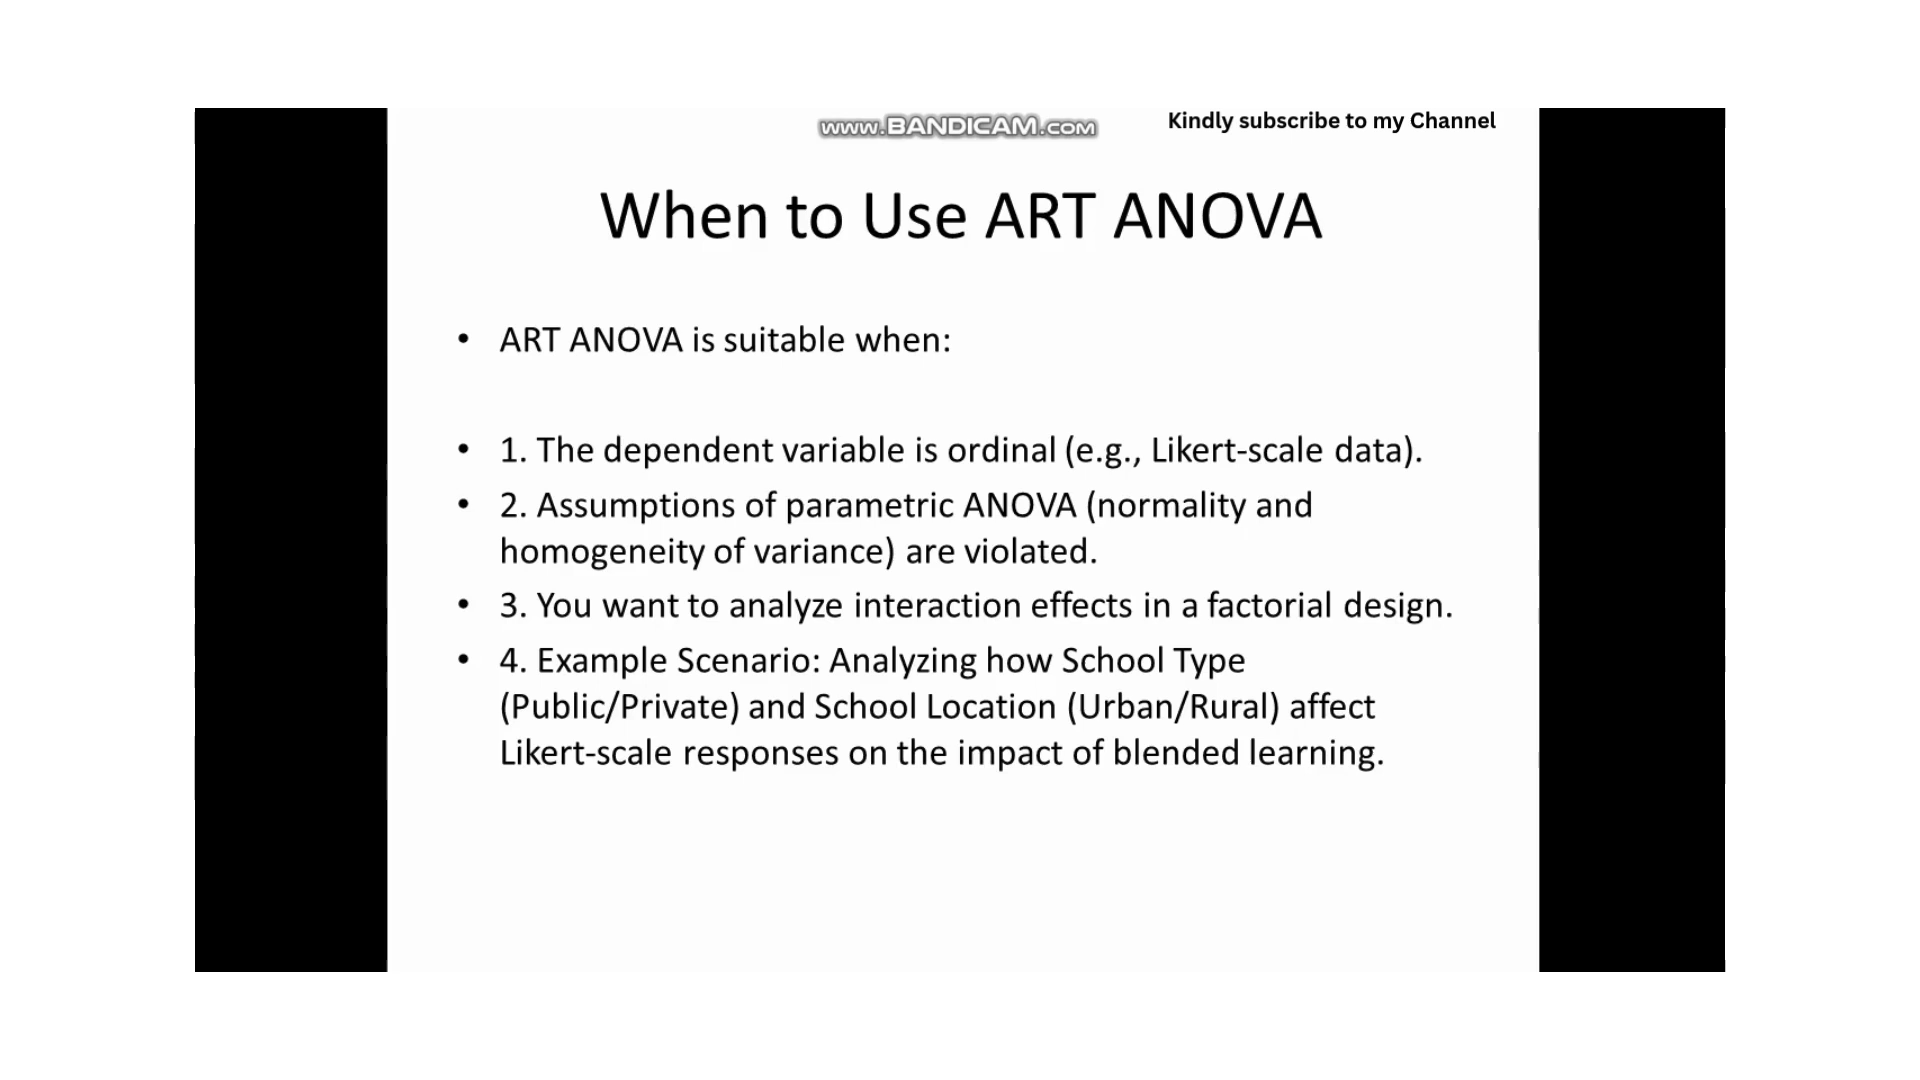 www.BANDICAM.com
Kindly subscribe to my Channel
When to Use ART ANOVA
• ART ANOVA is suitable when:
• 1. The dependent variable is ordinal (e.g., Likert-scale data).
• 2. Assumptions of parametric ANOVA (normality and
homogeneity of variance) are violated.
• 3. You want to analyze interaction effects in a factorial design.
• 4. Example Scenario: Analyzing how School Type
(Public/Private) and School Location (Urban/Rural) affect
Likert-scale responses on the impact of blended learning.